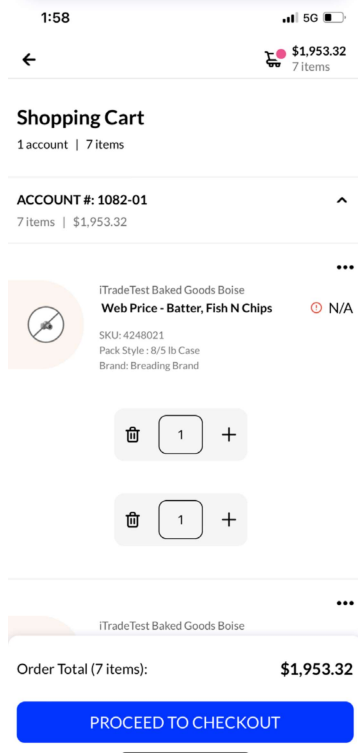 1:58
5G
$1,953.32
7 items
Shopping Cart
1 account | 7 items
ACCOUNT #: 1082-01
7 items | $1,953.32
iTradeTest Baked Goods Boise
Web Price - Batter, Fish N Chips
N/A
SKU: 4248021
Pack Style : 8/5 lb Case
Brand: Breading Brand
1
1
iTradeTest Baked Goods Boise
Order Total (7 items):
$1,953.32
PROCEED TO CHECKOUT